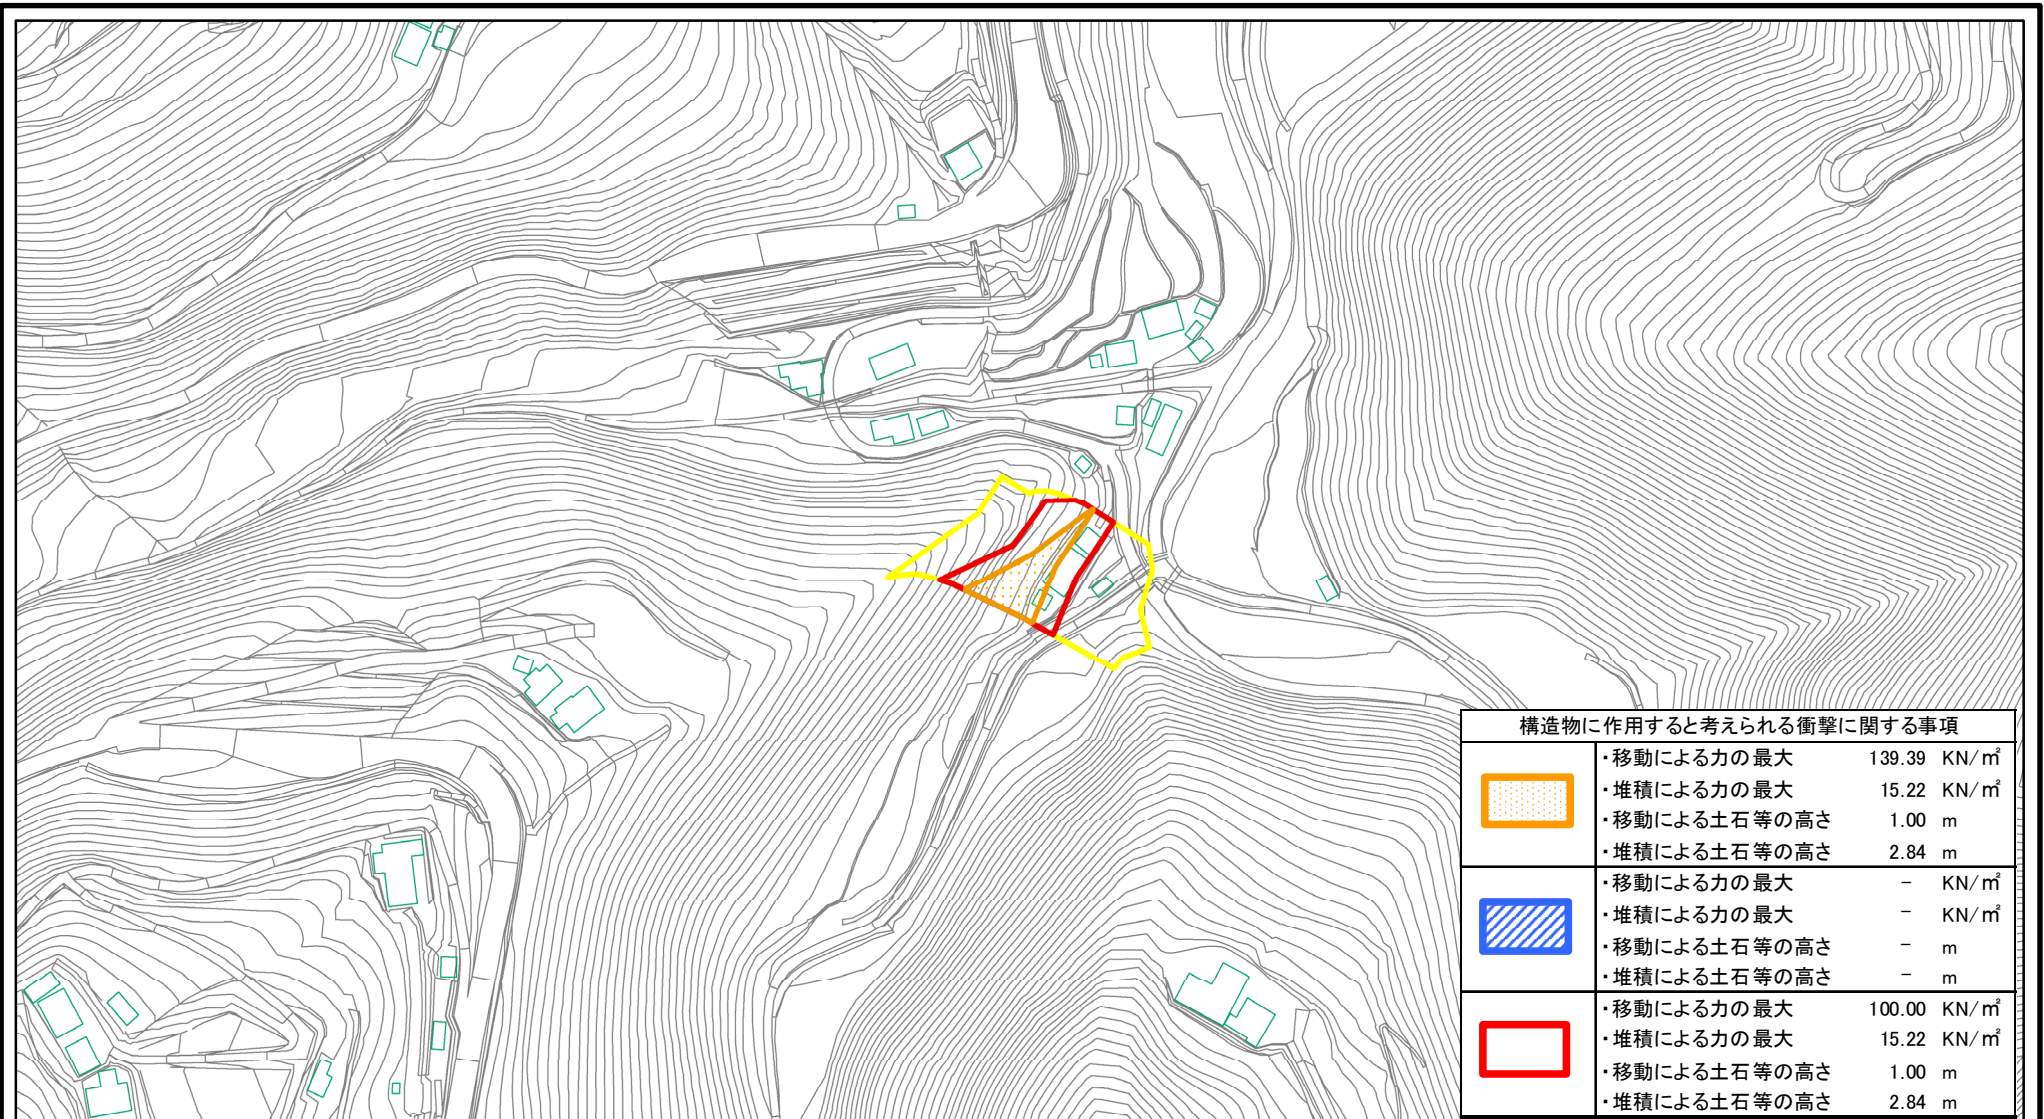 構造物に作用すると考えられる衝撃に関する事項
・移動による力の最大 139.39 KN/㎡
・堆積による力の最大 15.22 KN/㎡
・移動による土石等の高さ 1.00 m
・堆積による土石等の高さ 2.84 m
・移動による力の最大 − KN/㎡
・堆積による力の最大 − KN/㎡
・移動による土石等の高さ − m
・堆積による土石等の高さ − m
・移動による力の最大 100.00 KN/㎡
・堆積による力の最大 15.22 KN/㎡
・移動による土石等の高さ 1.00 m
・堆積による土石等の高さ 2.84 m